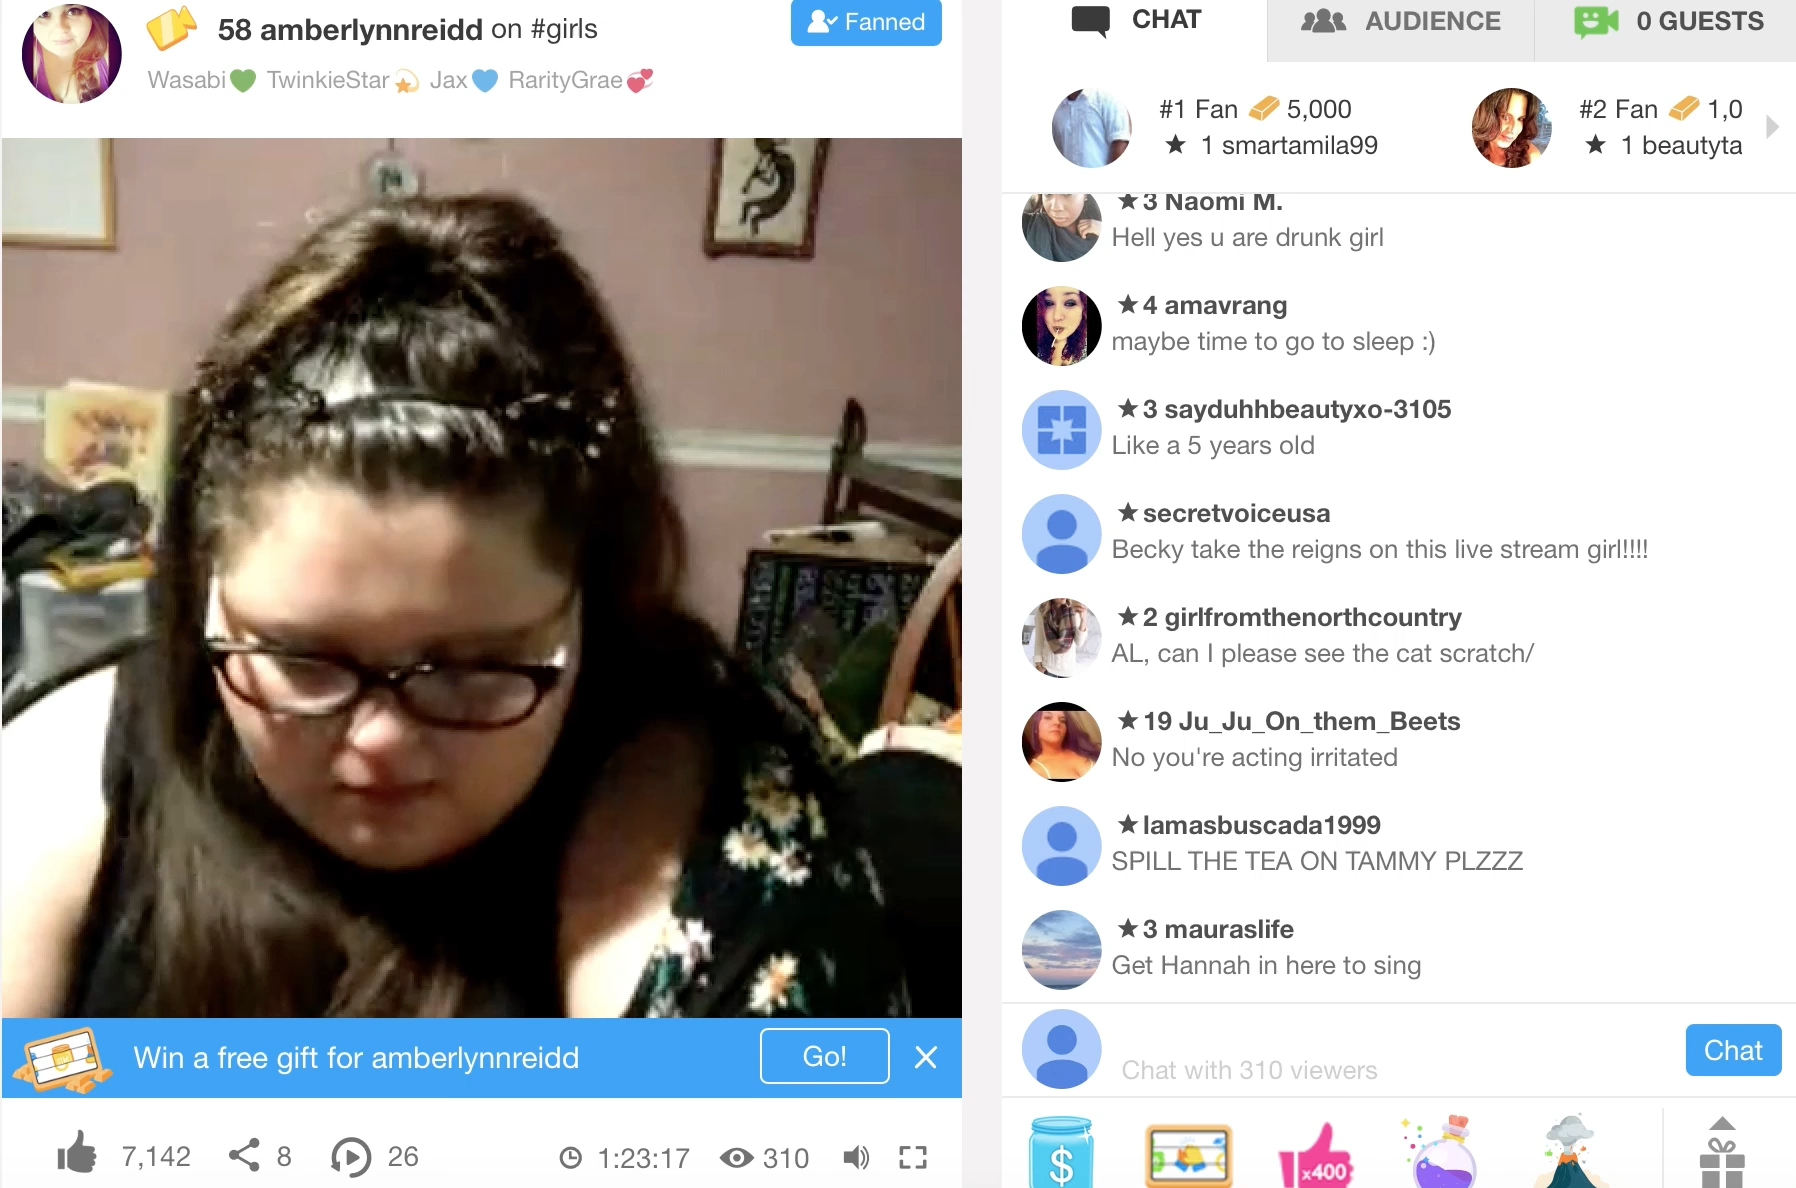 58 amberlynnreidd on #girls
Fanned
Wasabi💚 TwinkieStar💫 Jax💙 RarityGrae💞
Win a free gift for amberlynnreidd
Go!
7,142
8
26
1:23:17
310
CHAT
AUDIENCE
0 GUESTS
#1 Fan 5,000
★ 1 smartamila99
#2 Fan 1,0
★ 1 beautyta
★3 Naomi M.
Hell yes u are drunk girl
★4 amavrang
maybe time to go to sleep :)
★3 sayduhhbeautyxo-3105
Like a 5 years old
★secretvoiceusa
Becky take the reigns on this live stream girl!!!!
★2 girlfromthenorthcountry
AL, can I please see the cat scratch/
★19 Ju_Ju_On_them_Beets
No you're acting irritated
★lamasbuscada1999
SPILL THE TEA ON TAMMY PLZZZ
★3 mauraslife
Get Hannah in here to sing
Chat with 310 viewers
Chat
$
x400